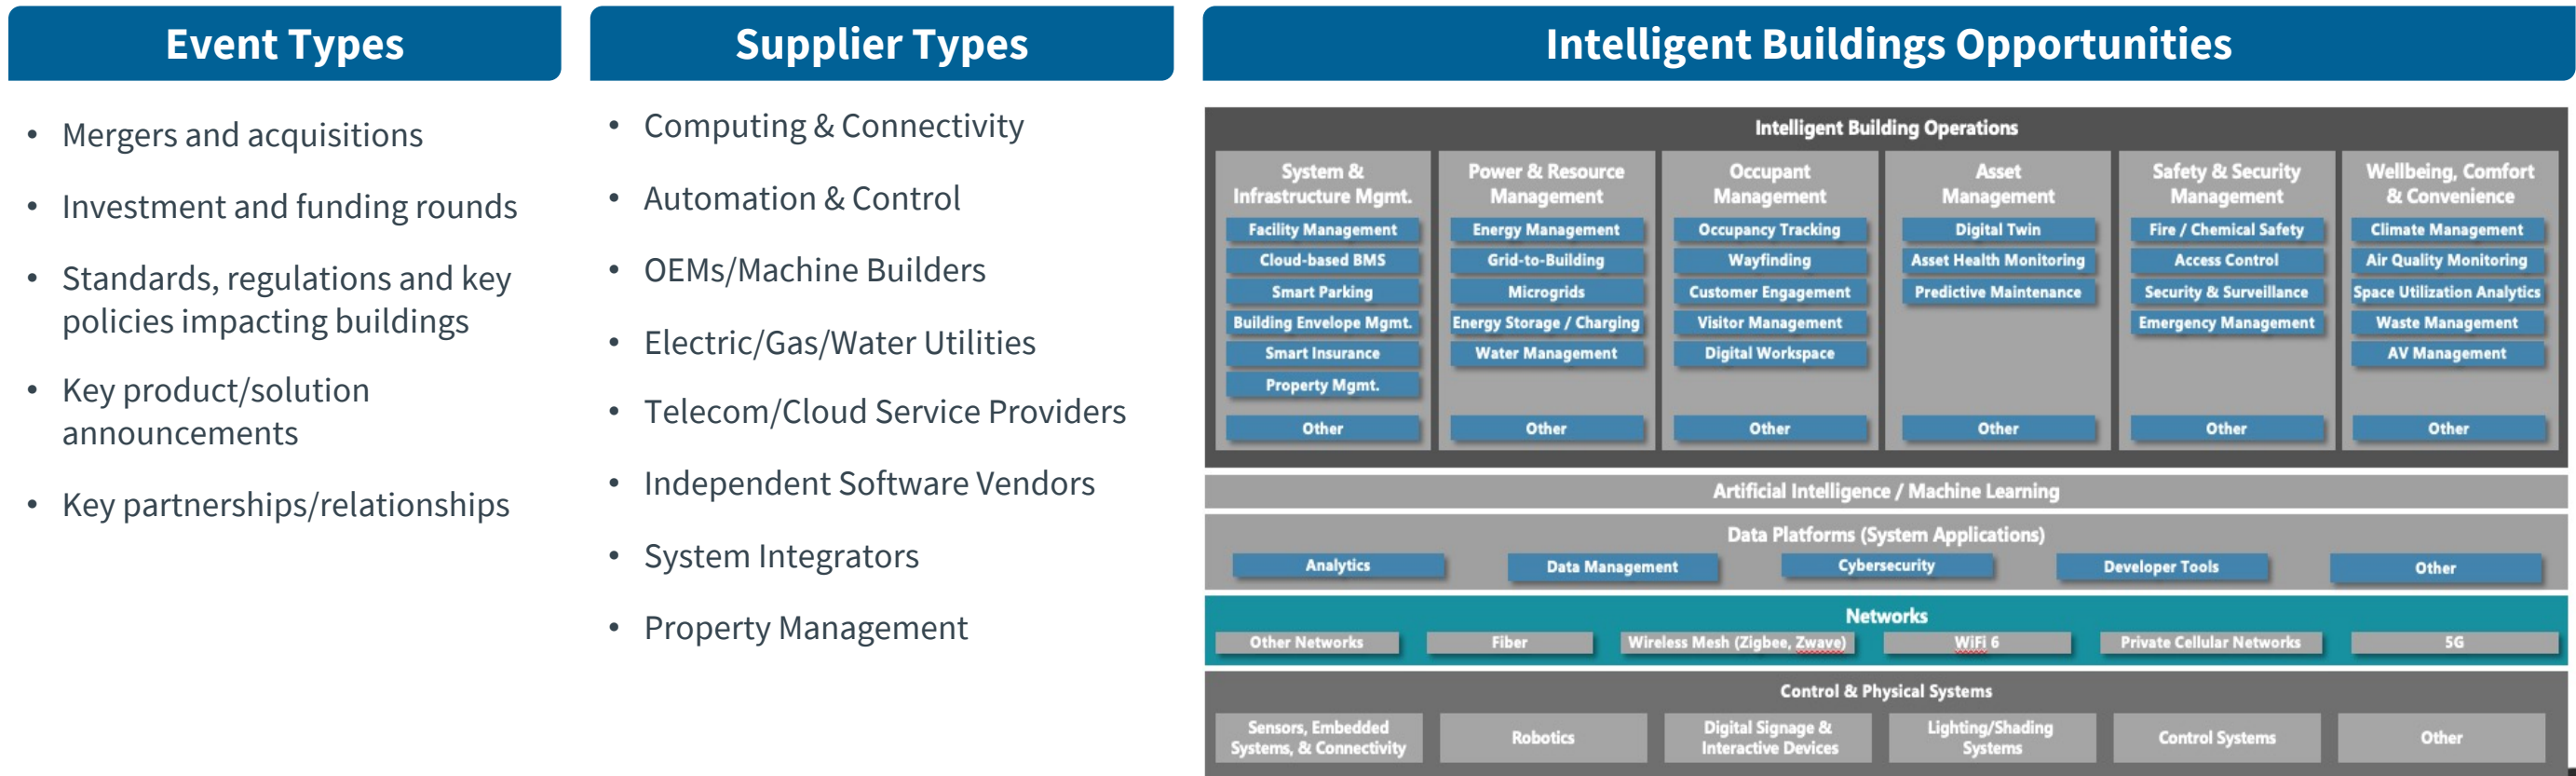 Event Types
• Mergers and acquisitions
• Investment and funding rounds
• Standards, regulations and key
policies impacting buildings
• Key product/solution
announcements
• Key partnerships/relationships
Supplier Types
• Computing & Connectivity
• Automation & Control
• OEMs/Machine Builders
• Electric/Gas/Water Utilities
• Telecom/Cloud Service Providers
• Independent Software Vendors
• System Integrators
• Property Management
Intelligent Buildings Opportunities
Intelligent Building Operations
System &
Infrastructure Mgmt.
Facility Management
Cloud-based BMS
Smart Parking
Building Envelope Mgmt.
Smart Insurance
Property Mgmt.
Other
Power & Resource
Management
Energy Management
Grid-to-Building
Microgrids
Energy Storage / Charging
Water Management
Other
Occupant
Management
Occupancy Tracking
Wayfinding
Customer Engagement
Visitor Management
Digital Workspace
Other
Asset
Management
Digital Twin
Asset Health Monitoring
Predictive Maintenance
Other
Safety & Security
Management
Fire / Chemical Safety
Access Control
Security & Surveillance
Emergency Management
Other
Wellbeing, Comfort
& Convenience
Climate Management
Air Quality Monitoring
Space Utilization Analytics
Waste Management
AV Management
Other
Artificial Intelligence / Machine Learning
Data Platforms (System Applications)
Analytics
Data Management
Cybersecurity
Developer Tools
Other
Networks
Other Networks
Fiber
Wireless Mesh (Zigbee, Zwave)
WiFi 6
Private Cellular Networks
5G
Control & Physical Systems
Sensors, Embedded
Systems, & Connectivity
Robotics
Digital Signage &
Interactive Devices
Lighting/Shading
Systems
Control Systems
Other